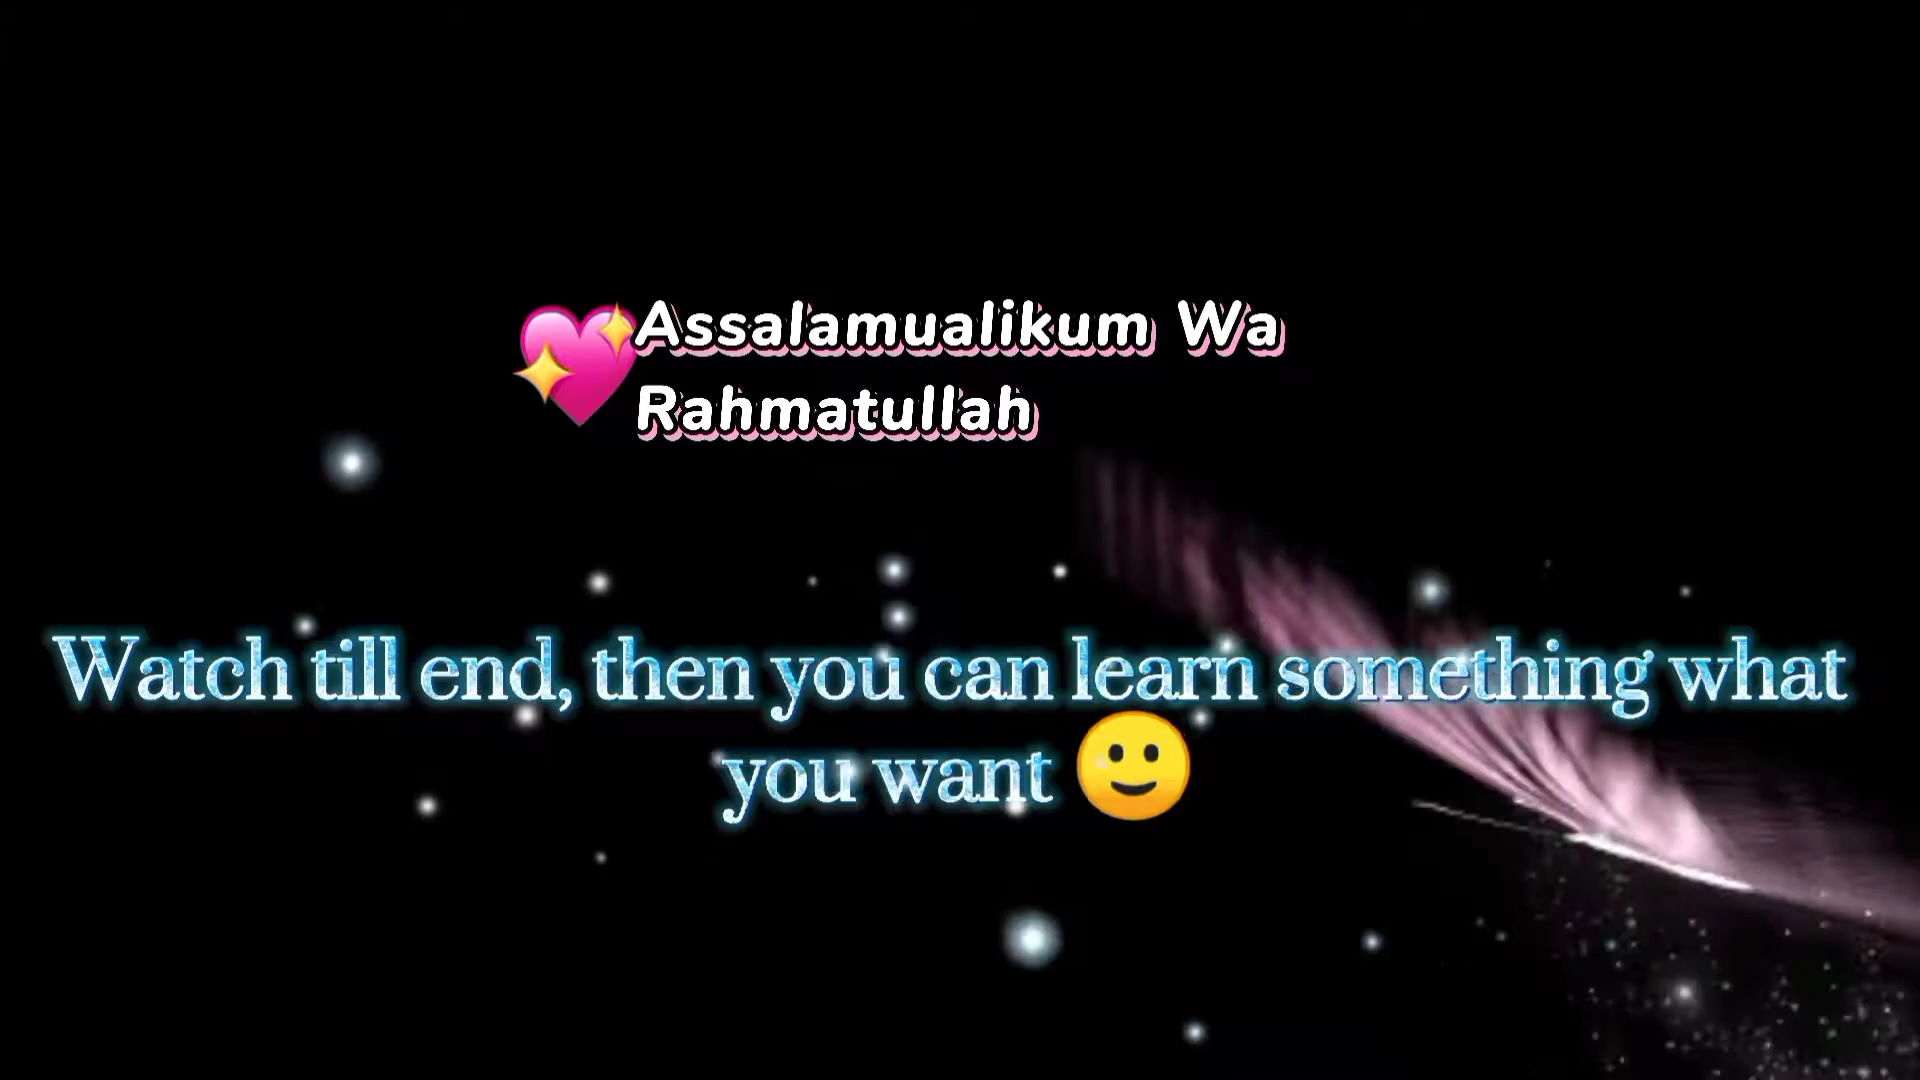 💖Assalamualikum Wa
Rahmatullah
Watch till end, then you can learn something what
you want 🙂